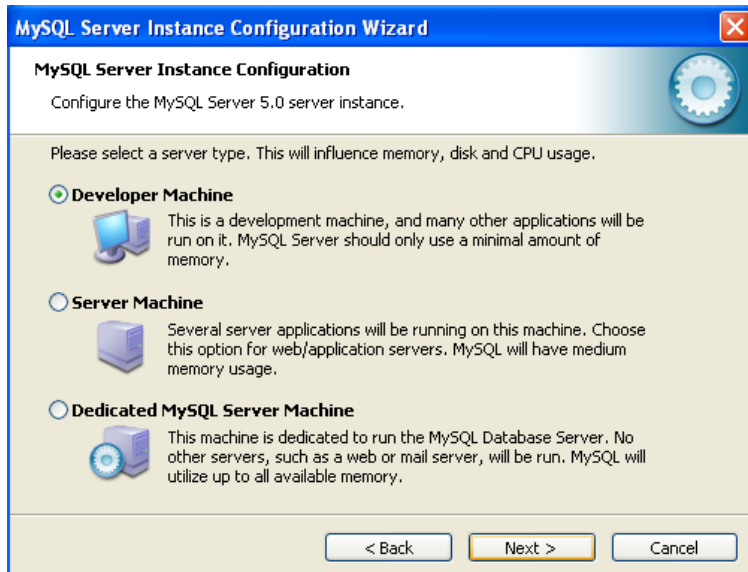 MySQL Server Instance Configuration Wizard
MySQL Server Instance Configuration
Configure the MySQL Server 5.0 server instance.
Please select a server type. This will influence memory, disk and CPU usage.
Developer Machine
This is a development machine, and many other applications will be
run on it. MySQL Server should only use a minimal amount of
memory.
Server Machine
Several server applications will be running on this machine. Choose
this option for web/application servers. MySQL will have medium
memory usage.
Dedicated MySQL Server Machine
This machine is dedicated to run the MySQL Database Server. No
other servers, such as a web or mail server, will be run. MySQL will
utilize up to all available memory.
< Back Next > Cancel